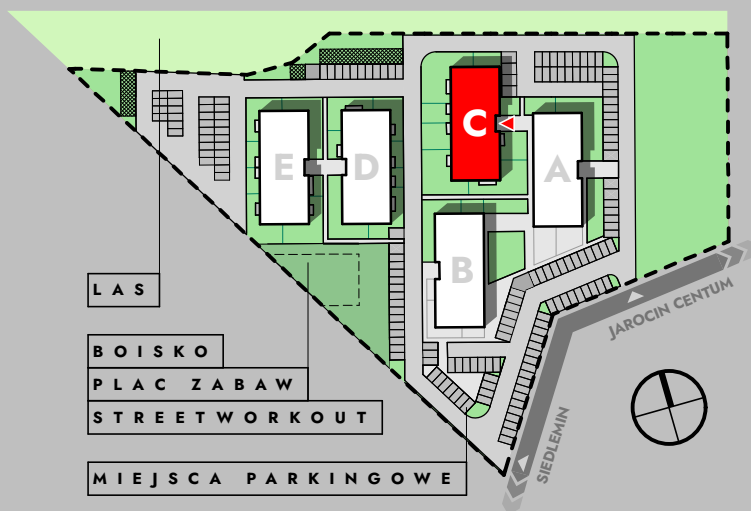 C
E
D
A
B
LAS
JAROCIN CENTUM
BOISKO
PLAC ZABAW
STREETWORKOUT
SIEDLEMIN
MIEJSCA PARKINGOWE